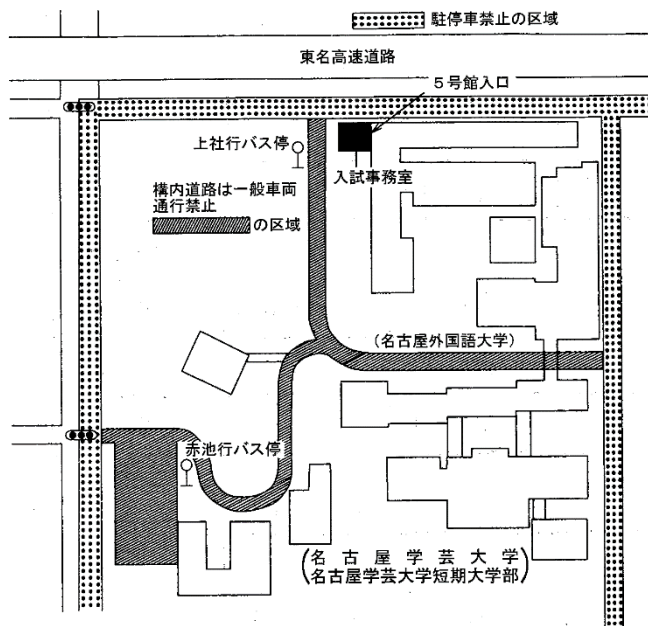 駐停車禁止の区域
東名高速道路
5号館入口
上社行バス停
入試事務室
構内道路は一般車両
通行禁止
の区域
(名古屋外国語大学)
赤池行バス停
名古屋学芸大学
名古屋学芸大学短期大学部